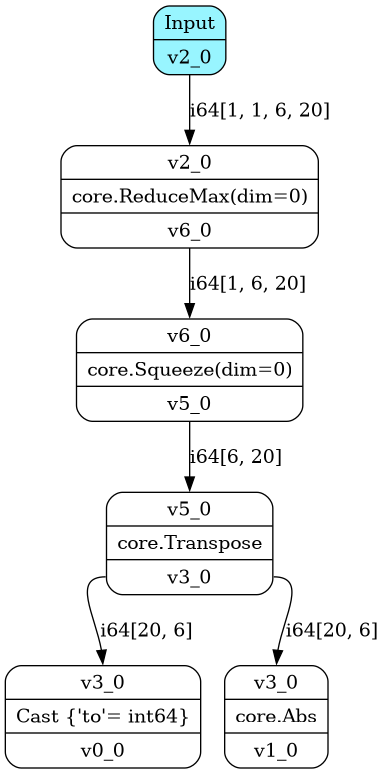 Input
v2_0
i64[1, 1, 6, 20]
v2_0
core.ReduceMax(dim=0)
v6_0
i64[1, 6, 20]
v6_0
core.Squeeze(dim=0)
v5_0
i64[6, 20]
v5_0
core.Transpose
v3_0
i64[20, 6]
i64[20, 6]
v3_0
Cast {'to'= int64}
v0_0
v3_0
core.Abs
v1_0